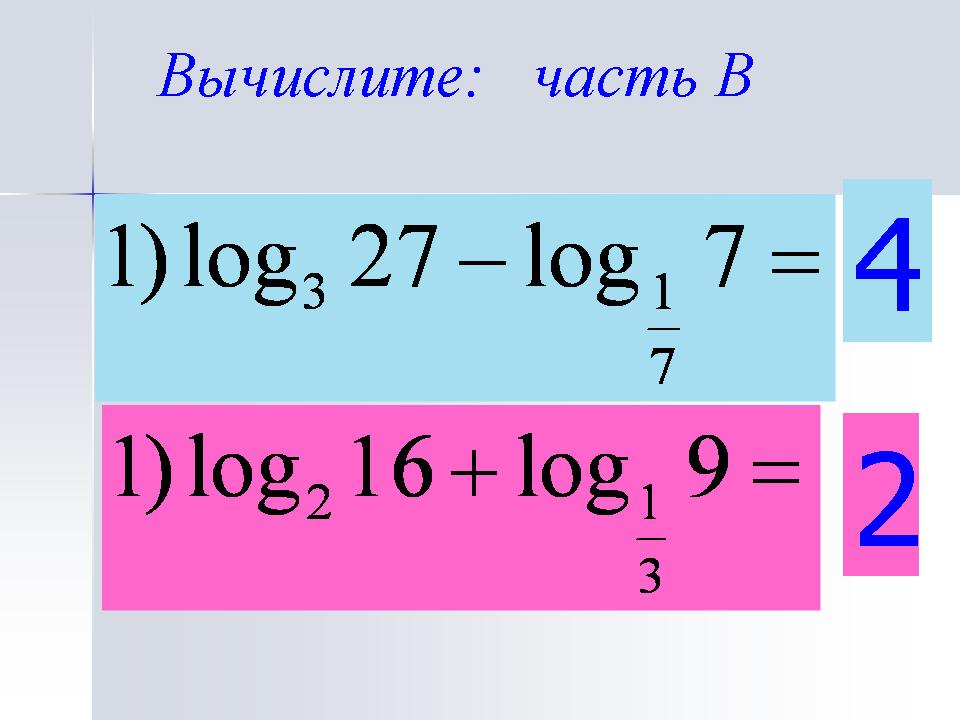 Вычислите: часть В
1) log₃ 27 − log_{1/7} 7 = 4
1) log₂ 16 + log_{1/3} 9 = 2